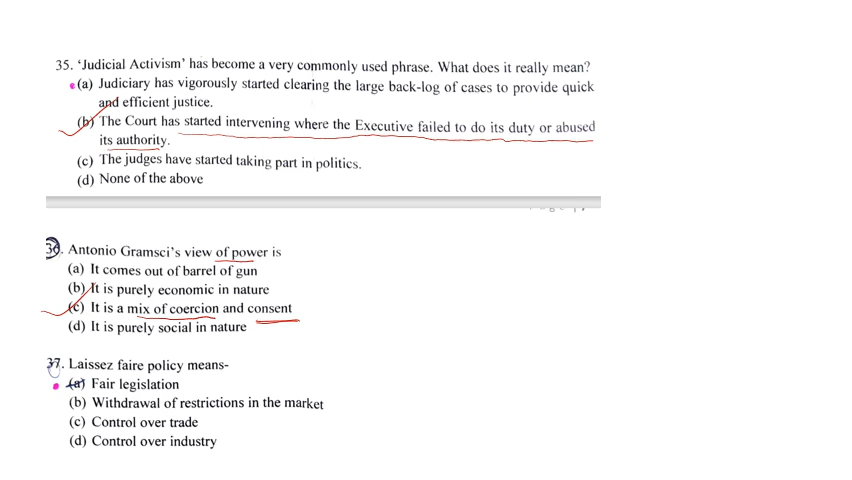 35. ‘Judicial Activism’ has become a very commonly used phrase. What does it really mean?
(a) Judiciary has vigorously started clearing the large back-log of cases to provide quick
and efficient justice.
(b) The Court has started intervening where the Executive failed to do its duty or abused
its authority.
(c) The judges have started taking part in politics.
(d) None of the above
36. Antonio Gramsci’s view of power is
(a) It comes out of barrel of gun
(b) It is purely economic in nature
(c) It is a mix of coercion and consent
(d) It is purely social in nature
37. Laissez faire policy means-
(a) Fair legislation
(b) Withdrawal of restrictions in the market
(c) Control over trade
(d) Control over industry